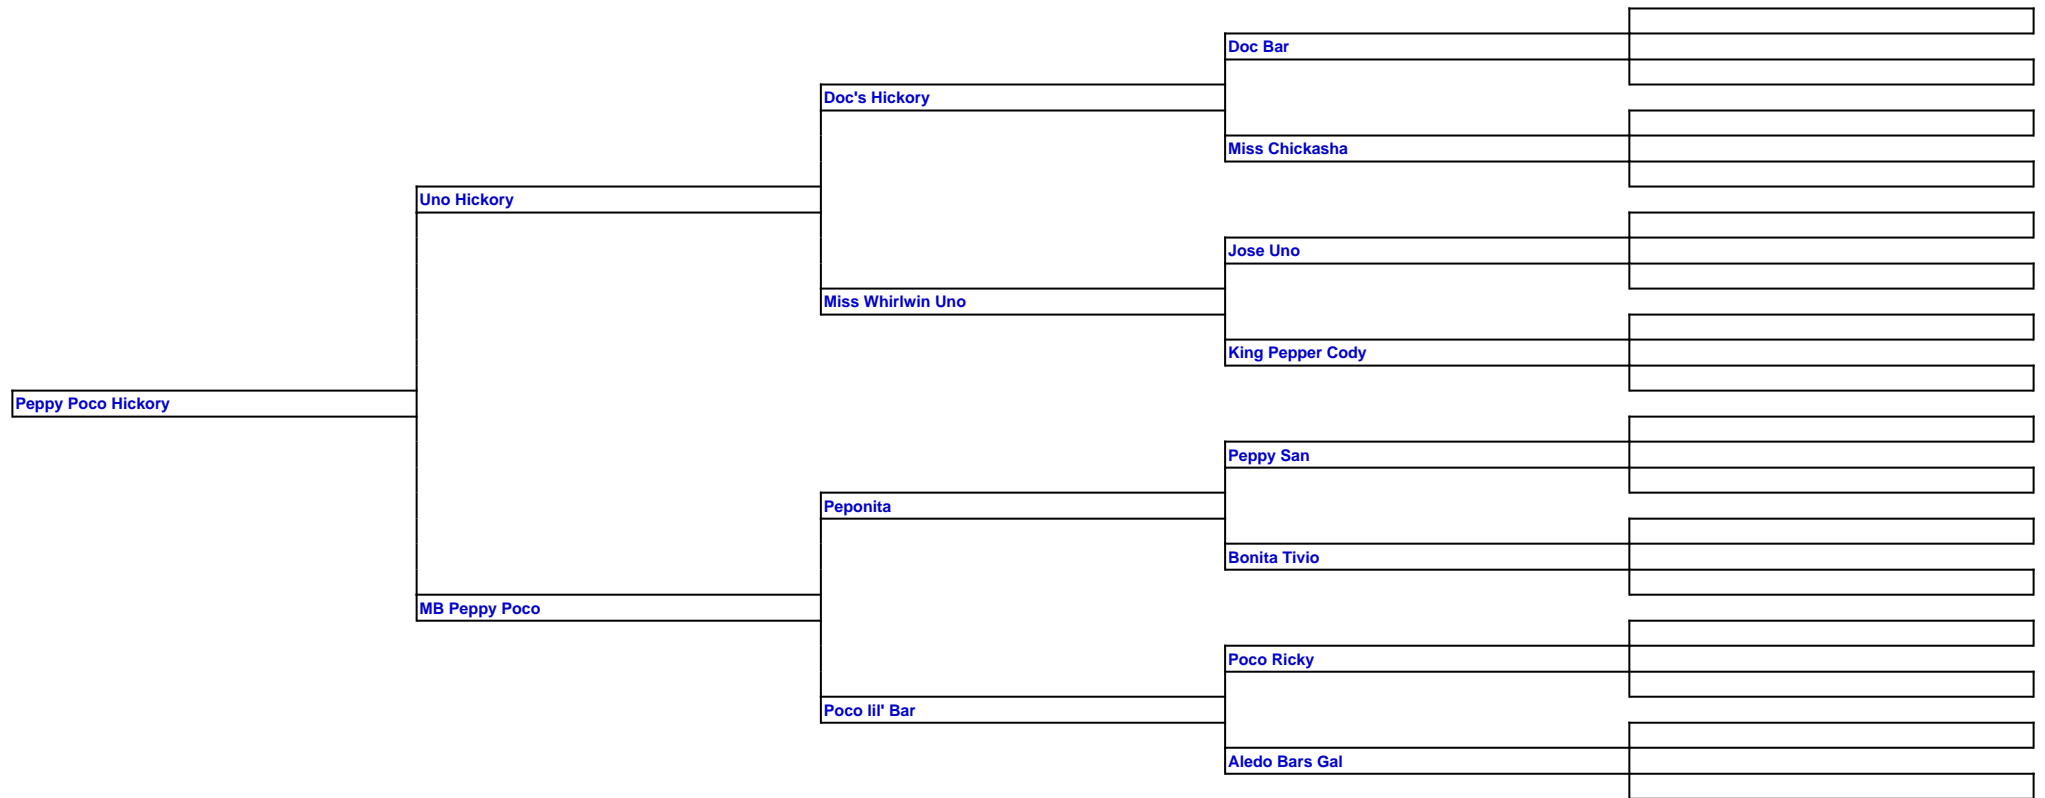 Doc Bar
Doc's Hickory
Miss Chickasha
Uno Hickory
Jose Uno
Miss Whirlwin Uno
King Pepper Cody
Peppy Poco Hickory
Peppy San
Peponita
Bonita Tivio
MB Peppy Poco
Poco Ricky
Poco lil' Bar
Aledo Bars Gal